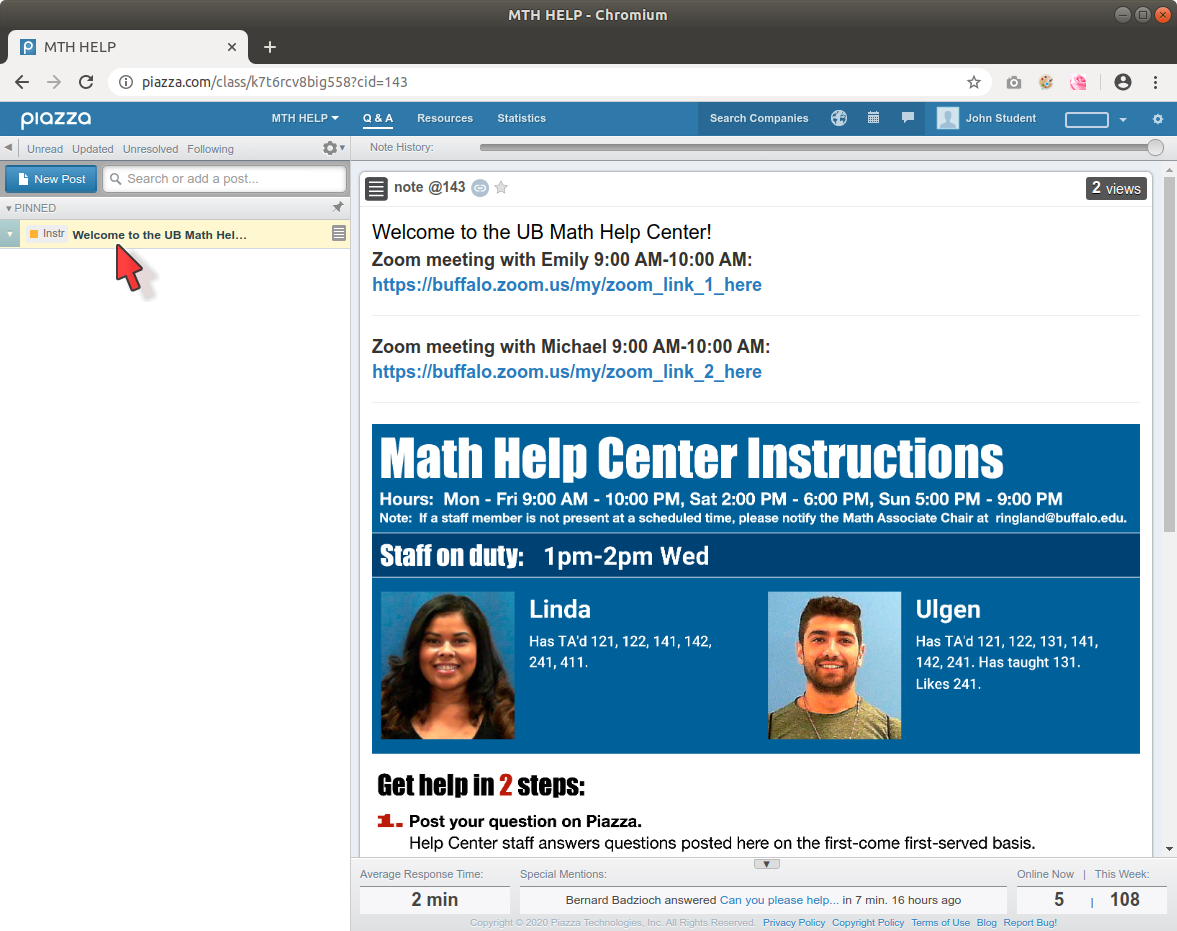 MTH HELP - Chromium
MTH HELP
piazza.com/class/k7t6rcv8big558?cid=143
piazza
MTH HELP
Q & A
Resources
Statistics
Search Companies
John Student
Unread Updated Unresolved Following
Note History:
New Post
Search or add a post...
PINNED
Instr Welcome to the UB Math Hel...
note @143
2 views
Welcome to the UB Math Help Center!
Zoom meeting with Emily 9:00 AM-10:00 AM:
https://buffalo.zoom.us/my/zoom_link_1_here
Zoom meeting with Michael 9:00 AM-10:00 AM:
https://buffalo.zoom.us/my/zoom_link_2_here
Math Help Center Instructions
Hours: Mon - Fri 9:00 AM - 10:00 PM, Sat 2:00 PM - 6:00 PM, Sun 5:00 PM - 9:00 PM
Note: If a staff member is not present at a scheduled time, please notify the Math Associate Chair at ringland@buffalo.edu.
Staff on duty: 1pm-2pm Wed
Linda
Has TA'd 121, 122, 141, 142,
241, 411.
Ulgen
Has TA'd 121, 122, 131, 141,
142, 241. Has taught 131.
Likes 241.
Get help in 2 steps:
1. Post your question on Piazza.
Help Center staff answers questions posted here on the first-come first-served basis.
Average Response Time:
2 min
Special Mentions:
Bernard Badzioch answered Can you please help... in 7 min. 16 hours ago
Online Now | This Week:
5 | 108
Copyright © 2020 Piazza Technologies, Inc. All Rights Reserved. Privacy Policy Copyright Policy Terms of Use Blog Report Bug!